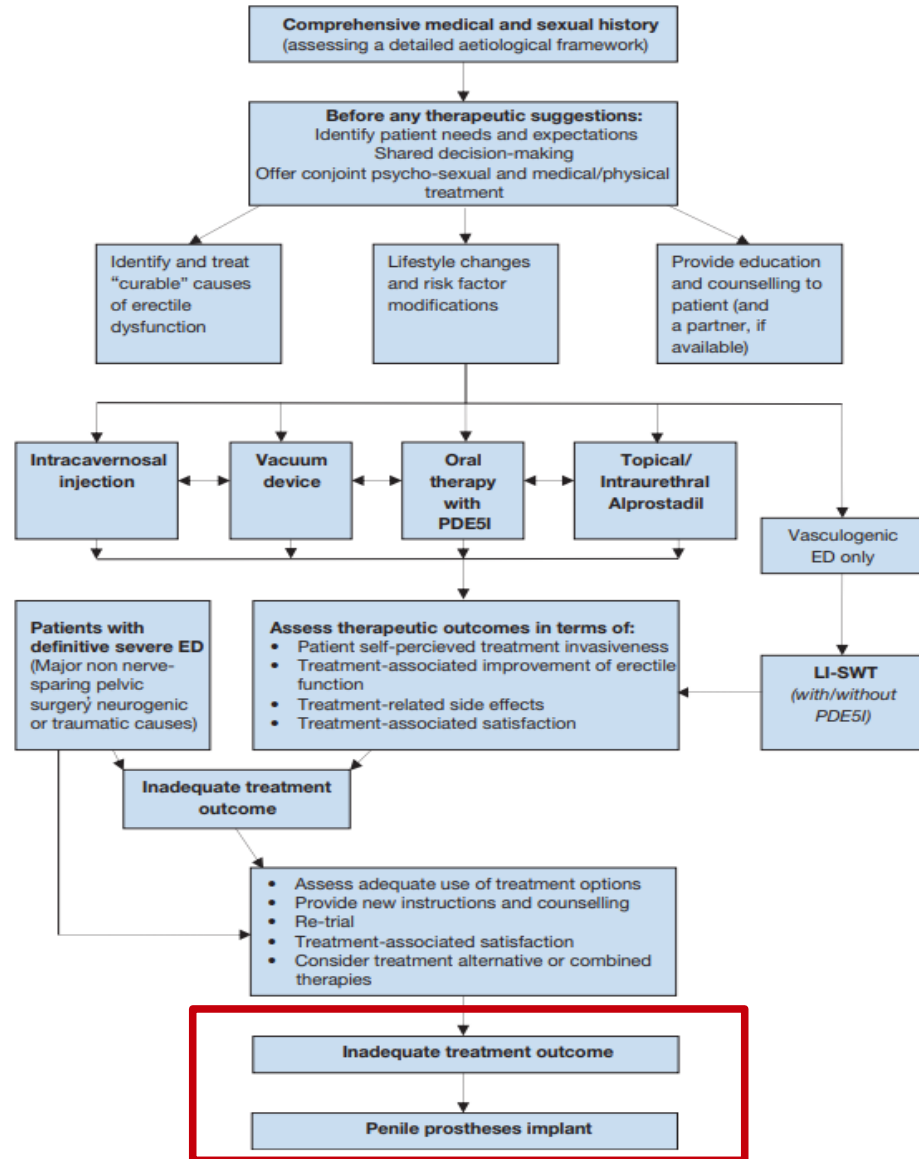 Comprehensive medical and sexual history
(assessing a detailed aetiological framework)
Before any therapeutic suggestions:
Identify patient needs and expectations
Shared decision-making
Offer conjoint psycho-sexual and medical/physical
treatment
Identify and treat
“curable” causes
of erectile
dysfunction
Lifestyle changes
and risk factor
modifications
Provide education
and counselling to
patient (and
a partner, if
available)
Intracavernosal
injection
Vacuum
device
Oral
therapy
with
PDE5I
Topical/
Intraurethral
Alprostadil
Vasculogenic
ED only
Patients with
definitive severe ED
(Major non nerve-
sparing pelvic
surgery, neurogenic
or traumatic causes)
Assess therapeutic outcomes in terms of:
• Patient self-percieved treatment invasiveness
• Treatment-associated improvement of erectile
function
• Treatment-related side effects
• Treatment-associated satisfaction
LI-SWT
(with/without
PDE5I)
Inadequate treatment
outcome
• Assess adequate use of treatment options
• Provide new instructions and counselling
• Re-trial
• Treatment-associated satisfaction
• Consider treatment alternative or combined
therapies
Inadequate treatment outcome
Penile prostheses implant